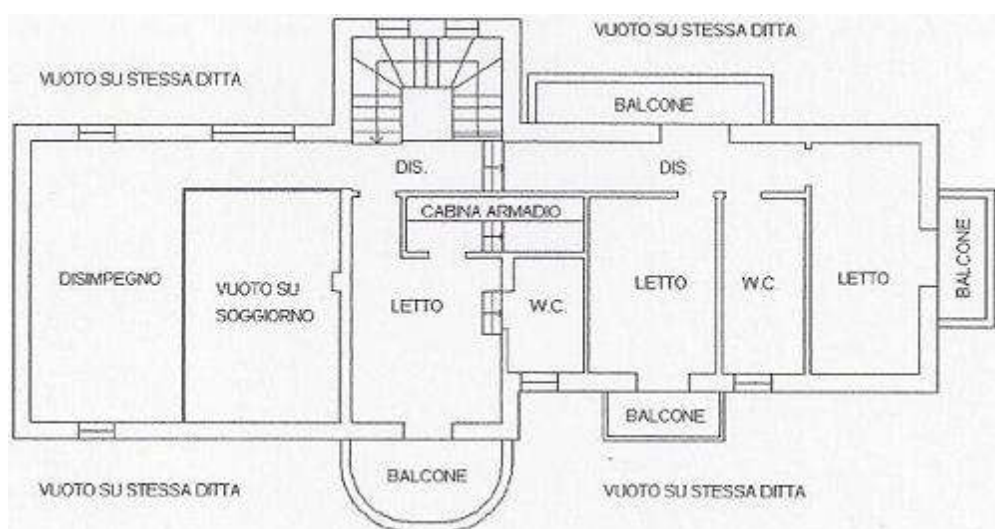 VUOTO SU STESSA DITTA
VUOTO SU STESSA DITTA
BALCONE
DIS.
DIS.
CABINA ARMADIO
DISIMPEGNO
VUOTO SU
SOGGIORNO
LETTO
W.C.
LETTO
W.C.
LETTO
BALCONE
BALCONE
BALCONE
VUOTO SU STESSA DITTA
VUOTO SU STESSA DITTA